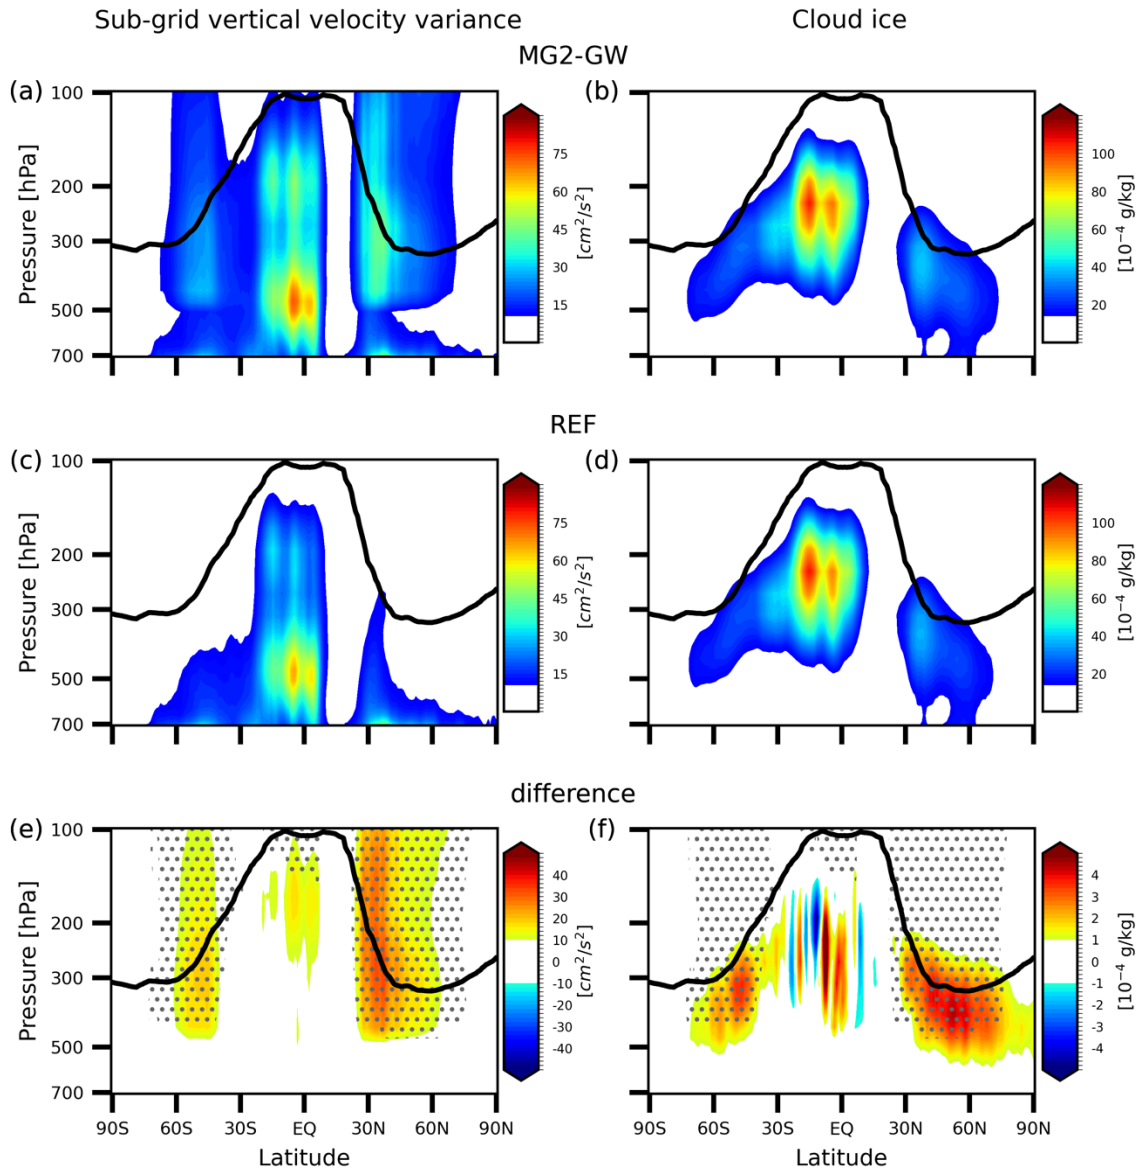 Sub-grid vertical velocity variance
Cloud ice
MG2-GW
(a)
100
200
300
500
700
Pressure [hPa]
75
60
45
30
15
[cm²/s²]
(b)
100
80
60
40
20
[10⁻⁴ g/kg]
REF
(c)
100
200
300
500
700
Pressure [hPa]
75
60
45
30
15
[cm²/s²]
(d)
100
80
60
40
20
[10⁻⁴ g/kg]
difference
(e)
100
200
300
500
700
Pressure [hPa]
90S 60S 30S EQ 30N 60N 90N
Latitude
40
30
20
10
0
-10
-20
-30
-40
[cm²/s²]
(f)
90S 60S 30S EQ 30N 60N 90N
Latitude
4
3
2
1
0
-1
-2
-3
-4
[10⁻⁴ g/kg]